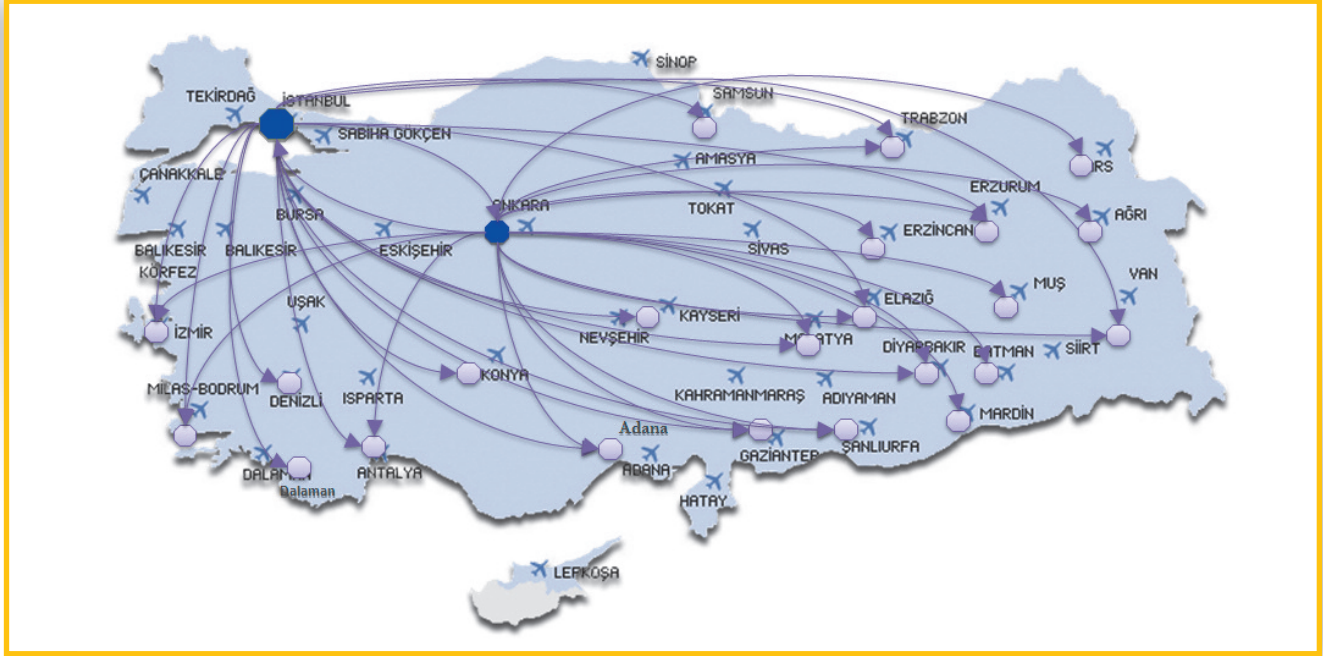 SİNOP
TEKİRDAĞ
İSTANBUL
SAMSUN
SABİHA GÖKÇEN
TRABZON
AMASYA
RS
ÇANAKKALE
ERZURUM
BURSA
ANKARA
TOKAT
AĞRI
BALIKESİR
KÖRFEZ
BALIKESİR
ESKİŞEHİR
SİVAS
ERZİNCAN
VAN
MUŞ
UŞAK
ELAZIĞ
KAYSERİ
İZMİR
NEVŞEHİR
DİYARBAKIR
BATMAN
SİİRT
KONYA
MİLAS-BODRUM
DENİZLİ
ISPARTA
KAHRAMANMARAŞ
ADIYAMAN
MARDİN
Adana
ŞANLIURFA
GAZİANTEP
DALAMAN
Dalaman
ANTALYA
ADANA
HATAY
LEFKOŞA